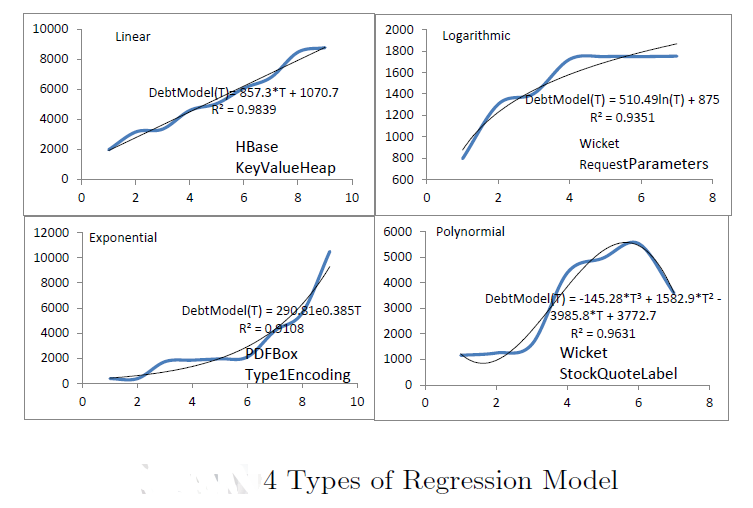 Linear
10000
8000
6000
4000
2000
0
0 2 4 6 8 10
DebtModel(T)= 857.3*T + 1070.7
R² = 0.9839
HBase
KeyValueHeap
Logarithmic
2000
1800
1600
1400
1200
1000
800
600
0 2 4 6 8
DebtModel(T) = 510.49ln(T) + 875
R² = 0.9351
Wicket
RequestParameters
Exponential
12000
10000
8000
6000
4000
2000
0
0 2 4 6 8 10
DebtModel(T) = 290.81e0.385T
R² = 0.9108
PDFBox
Type1Encoding
Polynormial
6000
5000
4000
3000
2000
1000
0
0 2 4 6 8
DebtModel(T) = -145.28*T³ + 1582.9*T² -
3985.8*T + 3772.7
R² = 0.9631
Wicket
StockQuoteLabel
4 Types of Regression Model